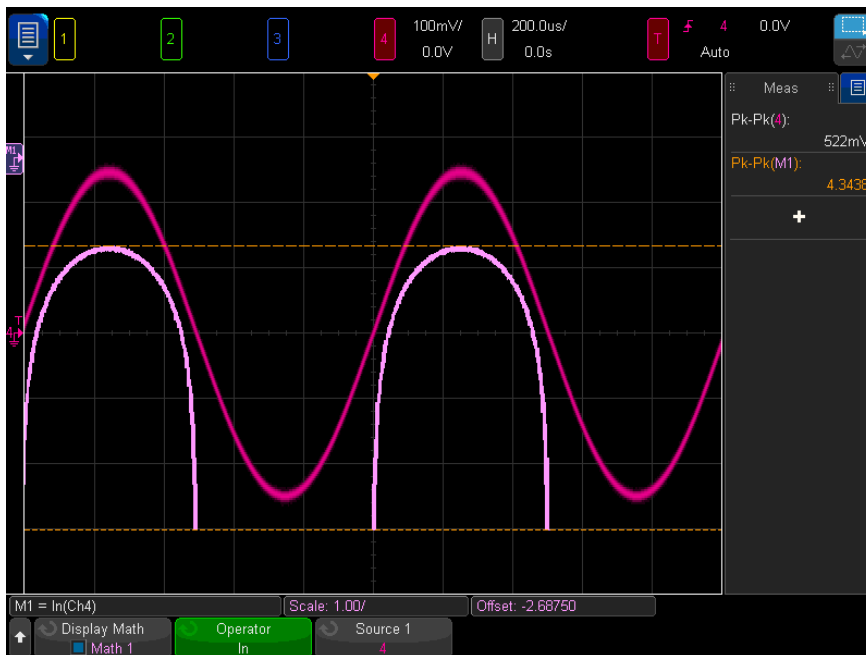 1 2 3 4 100mV/ H 200.0us/ T 4 0.0V
0.0V 0.0s Auto
Meas
Pk-Pk(4):
522mV
Pk-Pk(M1):
4.3438
+
M1
T
4
M1 = ln(Ch4) Scale: 1.00/ Offset: -2.68750
Display Math Operator Source 1
Math 1 ln 4